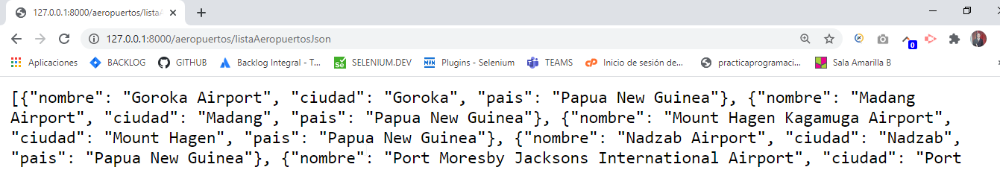 127.0.0.1:8000/aeropuertos/lista
127.0.0.1:8000/aeropuertos/listaAeropuertosJson
0
Aplicaciones BACKLOG GITHUB Backlog Integral - T... SELENIUM.DEV MVN Plugins - Selenium TEAMS Inicio de sesión de... practicaprogramaci... Sala Amarilla B
[{"nombre": "Goroka Airport", "ciudad": "Goroka", "pais": "Papua New Guinea"}, {"nombre": "Madang
Airport", "ciudad": "Madang", "pais": "Papua New Guinea"}, {"nombre": "Mount Hagen Kagamuga Airport",
"ciudad": "Mount Hagen", "pais": "Papua New Guinea"}, {"nombre": "Nadzab Airport", "ciudad": "Nadzab",
"pais": "Papua New Guinea"}, {"nombre": "Port Moresby Jacksons International Airport", "ciudad": "Port